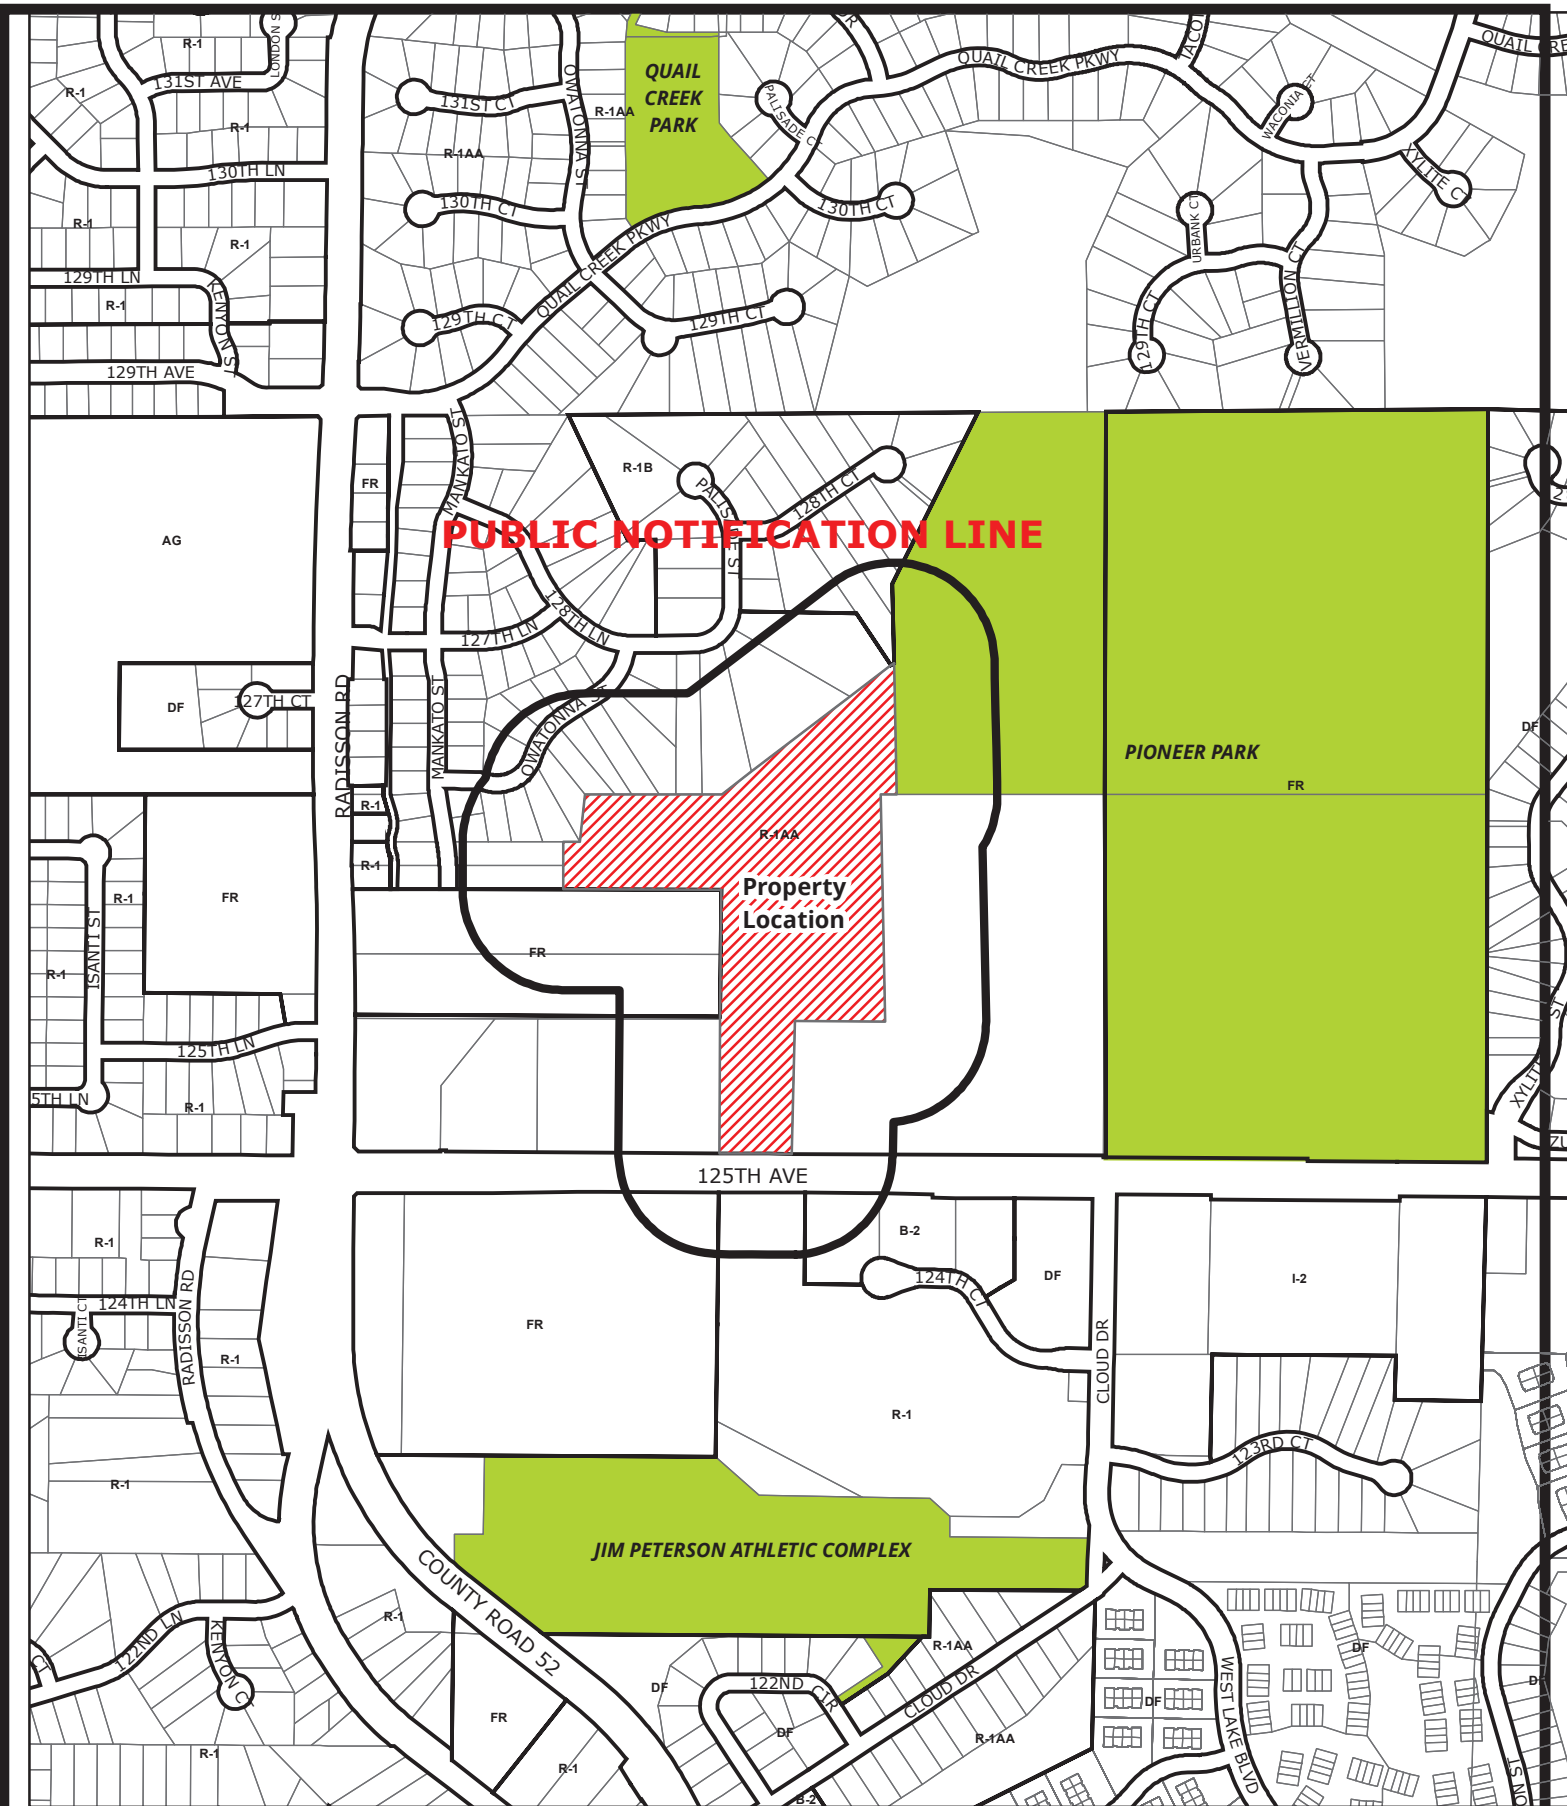 R-1
LONDON S
131ST AVE
R-1
R-1
130TH LN
R-1
R-1
129TH LN
R-1
KENYON ST
129TH AVE
131ST CT
R-1AA
130TH CT
129TH CT
OWATONNA ST
R-1AA
QUAIL
CREEK
PARK
PALISADE CT
QUAIL CREEK PKWY
QUAIL CREEK PKWY
130TH CT
129TH CT
TACO
WACONIA CT
QUAIL CRE
XYLITE CT
URBANK CT
129TH CT
VERMILLION CT
AG
FR
MANKATO ST
R-1B
128TH CT
PUBLIC NOTIFICATION LINE
128TH LN
127TH LN
DF
127TH CT
RADISSON RD
MANKATO ST
OWATONNA ST
PIONEER PARK
FR
DF
R-1
R-1
R-1AA
Property
Location
FR
R-1
FR
ISANTI ST
R-1
125TH LN
5TH LN
R-1
XYLITE
ZU
125TH AVE
R-1
B-2
124TH CT
DF
I-2
124TH LN
ISANTI CT
RADISSON RD
R-1
FR
CLOUD DR
R-1
123RD CT
R-1
JIM PETERSON ATHLETIC COMPLEX
COUNTY ROAD 52
R-1
122ND LN
KENYON C
CT
R-1AA
DF
122ND CIR
CLOUD DR
DF
DF
WEST LAKE BLVD
DF
FR
DF
R-1AA
R-1
R-1
B-2